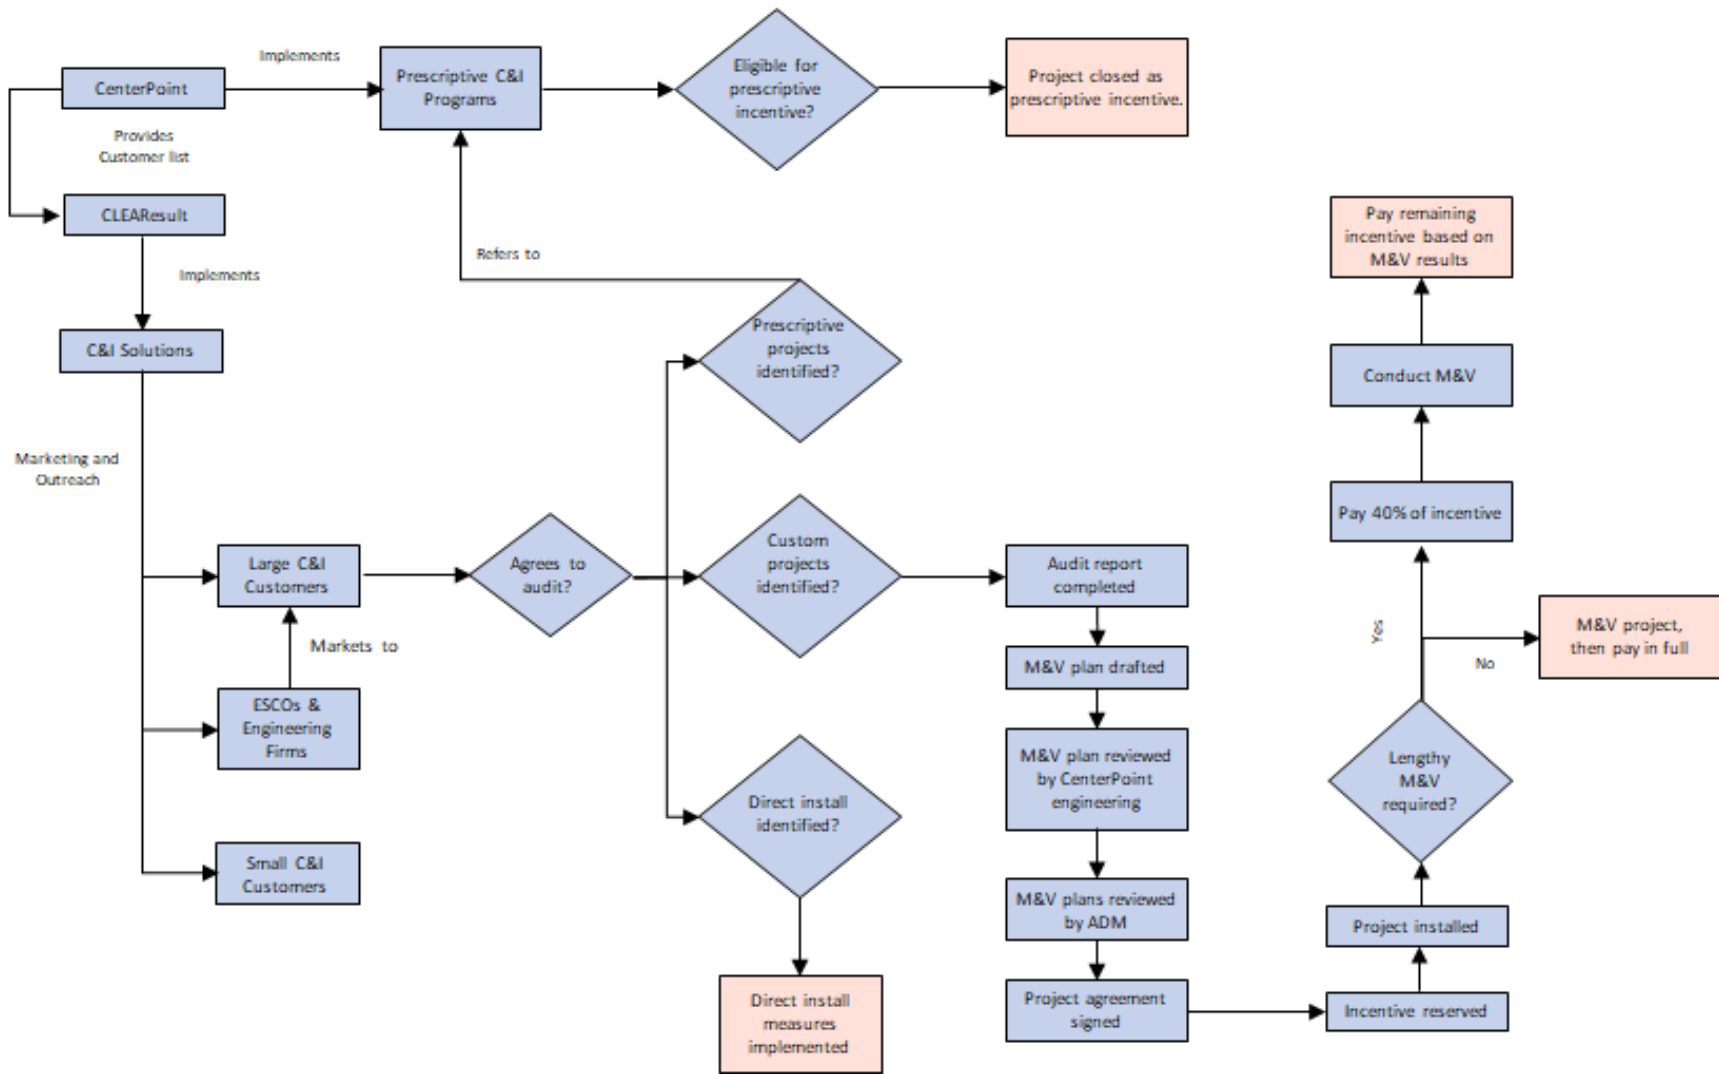 CenterPoint
Implements
Prescriptive C&I
Programs
Eligible for
prescriptive
incentive?
Project closed as
prescriptive incentive.
Provides
Customer list
CLEAResult
Implements
C&I Solutions
Refers to
Prescriptive
projects
identified?
Marketing and
Outreach
Large C&I
Customers
Markets to
ESCOs &
Engineering
Firms
Small C&I
Customers
Agrees to
audit?
Custom
projects
identified?
Direct install
identified?
Direct install
measures
implemented
Audit report
completed
M&V plan drafted
M&V plan reviewed
by CenterPoint
engineering
M&V plans reviewed
by ADM
Project agreement
signed
Incentive reserved
Project installed
Lengthy
M&V
required?
Yes
No
M&V project,
then pay in full
Pay 40% of incentive
Conduct M&V
Pay remaining
incentive based on
M&V results